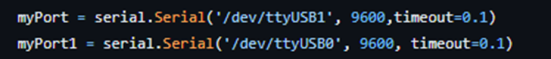 myPort = serial.Serial('/dev/ttyUSB1', 9600,timeout=0.1)
myPort1 = serial.Serial('/dev/ttyUSB0', 9600, timeout=0.1)